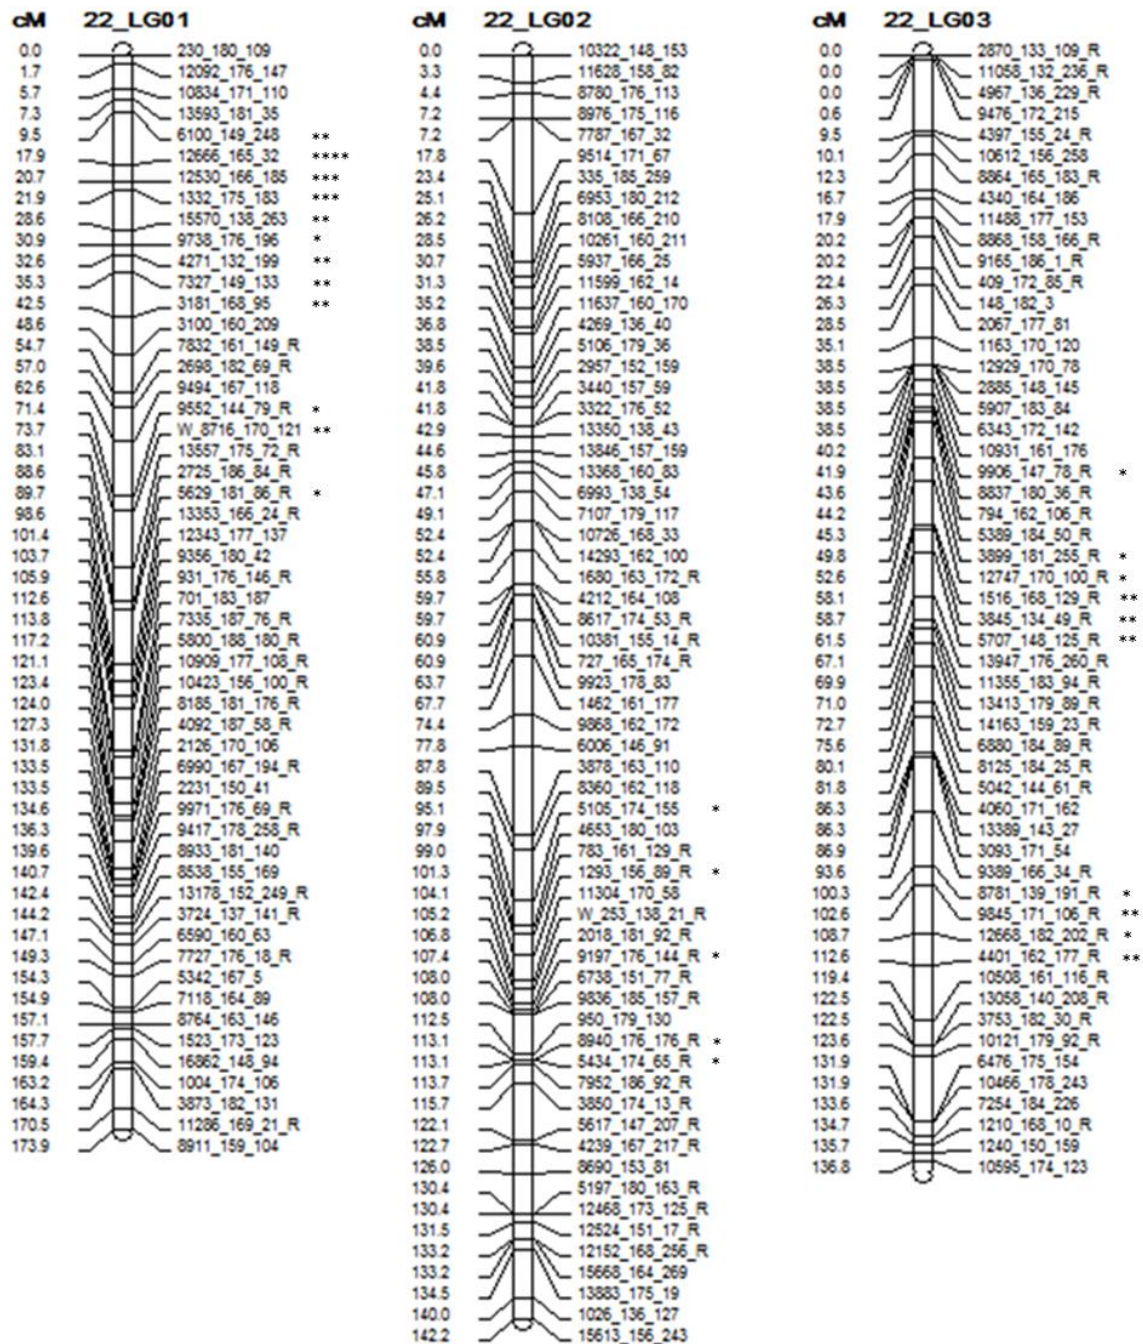 cM 22_LG01
0.0 230_180_109
1.7 12092_176_147
5.7 10834_171_110
7.3 13593_181_35
9.5 6100_149_248 **
17.9 12666_165_32 ****
20.7 12530_166_185 ***
21.9 1332_175_183 ***
28.6 15570_138_263 **
30.9 9738_176_196 *
32.6 4271_132_199 **
35.3 7327_149_133 **
42.5 3181_168_95 **
48.6 3100_160_209
54.7 7832_161_149_R
57.0 2698_182_69_R
62.6 9494_167_118
71.4 9552_144_79_R *
73.7 W_8716_170_121 **
83.1 13557_175_72_R
88.6 2725_186_84_R
89.7 5629_181_86_R *
98.6 13353_166_24_R
101.4 12343_177_137
103.7 9356_180_42
105.9 931_176_146_R
112.6 701_183_187
113.8 7335_187_76_R
117.2 5800_188_180_R
121.1 10909_177_108_R
123.4 10423_156_100_R
124.0 8185_181_176_R
127.3 4092_187_58_R
131.8 2126_170_106
133.5 6990_167_194_R
133.5 2231_150_41
134.6 9971_176_69_R
136.3 9417_178_258_R
139.6 8933_181_140
140.7 8538_155_169
142.4 13178_152_249_R
144.2 3724_137_141_R
147.1 6590_160_63
149.3 7727_176_18_R
154.3 5342_167_5
154.9 7118_164_89
157.1 8764_163_146
157.7 1523_173_123
159.4 16862_148_94
163.2 1004_174_106
164.3 3873_182_131
170.5 11286_169_21_R
173.9 8911_159_104
cM 22_LG02
0.0 10322_148_153
3.3 11628_158_82
4.4 8780_176_113
7.2 8976_175_116
7.2 7787_167_32
17.8 9514_171_67
23.4 335_185_259
25.1 6953_180_212
26.2 8108_166_210
28.5 10261_160_211
30.7 5937_166_25
31.3 11599_162_14
35.2 11637_160_170
36.8 4269_136_40
38.5 5106_179_36
39.6 2957_152_159
41.8 3440_157_59
41.8 3322_176_52
42.9 13350_138_43
44.6 13846_157_159
45.8 13368_160_83
47.1 6993_138_54
49.1 7107_179_117
52.4 10726_168_33
52.4 14293_162_100
55.8 1680_163_172_R
59.7 4212_164_108
59.7 8617_174_53_R
60.9 10381_155_14_R
60.9 727_165_174_R
63.7 9923_178_83
67.7 1462_161_177
74.4 9868_162_172
77.8 6006_146_91
87.8 3878_163_110
89.5 8360_162_118
95.1 5105_174_155 *
97.9 4653_180_103
99.0 783_161_129_R
101.3 1293_156_89_R *
104.1 11304_170_58
105.2 W_253_138_21_R
106.8 2018_181_92_R
107.4 9197_176_144_R *
108.0 6738_151_77_R
108.0 9836_185_157_R
112.5 950_179_130
113.1 8940_176_176_R *
113.1 5434_174_65_R *
113.7 7952_186_92_R
115.7 3850_174_13_R
122.1 5617_147_207_R
122.7 4239_167_217_R
126.0 8690_153_81
130.4 5197_180_163_R
130.4 12468_173_125_R
131.5 12524_151_17_R
133.2 12152_168_256_R
133.2 15668_164_269
134.5 13883_175_19
140.0 1026_136_127
142.2 15613_156_243
cM 22_LG03
0.0 2870_133_109_R
0.0 11058_132_236_R
0.0 4967_136_229_R
0.6 9476_172_215
9.5 4397_155_24_R
10.1 10612_156_258
12.3 8864_165_183_R
16.7 4340_164_186
17.9 11488_177_153
20.2 8868_158_166_R
20.2 9165_186_1_R
22.4 409_172_85_R
26.3 148_182_3
28.5 2067_177_81
35.1 1163_170_120
38.5 12929_170_78
38.5 2885_148_145
38.5 5907_183_84
38.5 6343_172_142
40.2 10931_161_176
41.9 9906_147_78_R *
43.6 8837_180_36_R
44.2 794_162_106_R
45.3 5389_184_50_R
49.8 3899_181_255_R *
52.6 12747_170_100_R *
58.1 1516_168_129_R **
58.7 3845_134_49_R **
61.5 5707_148_125_R **
67.1 13947_176_260_R
69.9 11355_183_94_R
71.0 13413_179_89_R
72.7 14163_159_23_R
75.6 6880_184_89_R
80.1 8125_184_25_R
81.8 5042_144_61_R
86.3 4060_171_162
86.3 13389_143_27
86.9 3093_171_54
93.6 9389_166_34_R
100.3 8781_139_191_R *
102.6 9845_171_106_R **
108.7 12668_182_202_R *
112.6 4401_162_177_R **
119.4 10508_161_116_R
122.5 13058_140_208_R
122.5 3753_182_30_R
123.6 10121_179_92_R
131.9 6476_175_154
131.9 10466_178_243
133.6 7254_184_226
134.7 1210_168_10_R
135.7 1240_150_159
136.8 10595_174_123